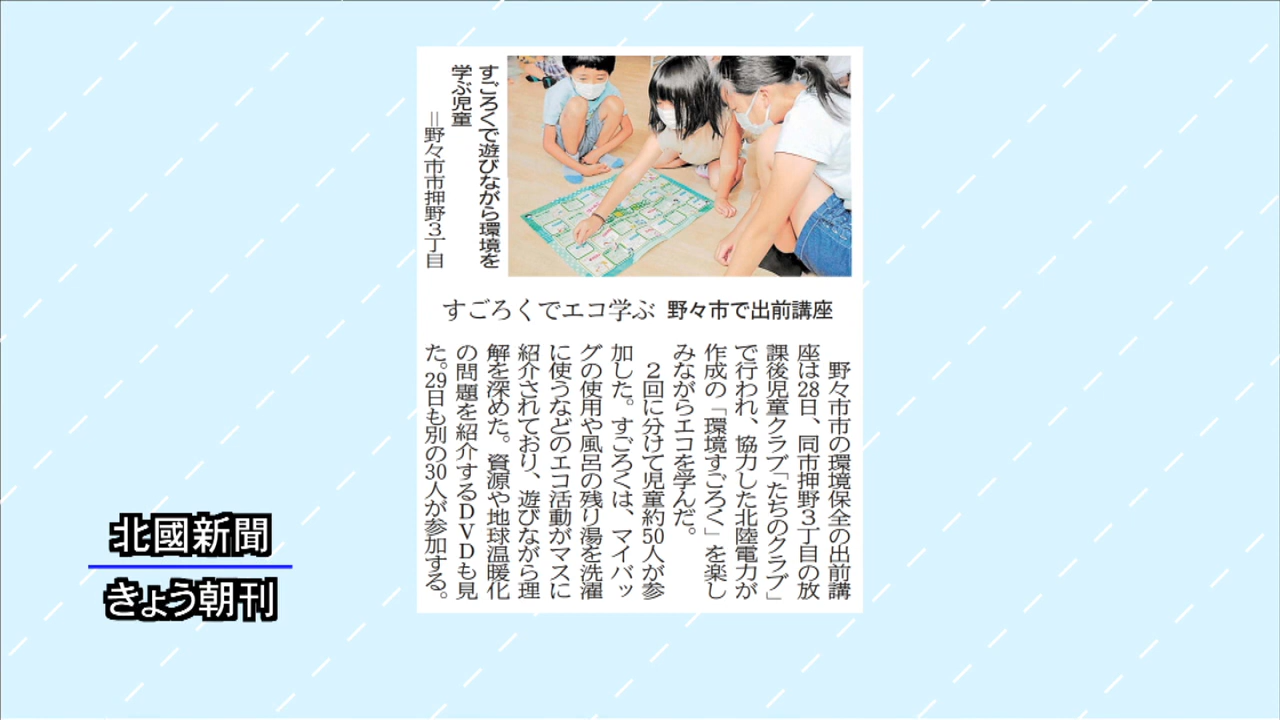 すごろくで遊びながら環境を
学ぶ児童
＝野々市市押野3丁目
すごろくでエコ学ぶ 野々市で出前講座
野々市市の環境保全の出前講
座は28日、同市押野3丁目の放
課後児童クラブ「たちのクラブ」
で行われ、協力した北陸電力が
作成の「環境すごろく」を楽し
みながらエコを学んだ。
2回に分けて児童約50人が参
加した。すごろくは、マイバッ
グの使用や風呂の残り湯を洗濯
に使うなどのエコ活動がマスに
紹介されており、遊びながら理
解を深めた。資源や地球温暖化
の問題を紹介するDVDも見
た。29日も別の30人が参加する。
北國新聞
きょう朝刊